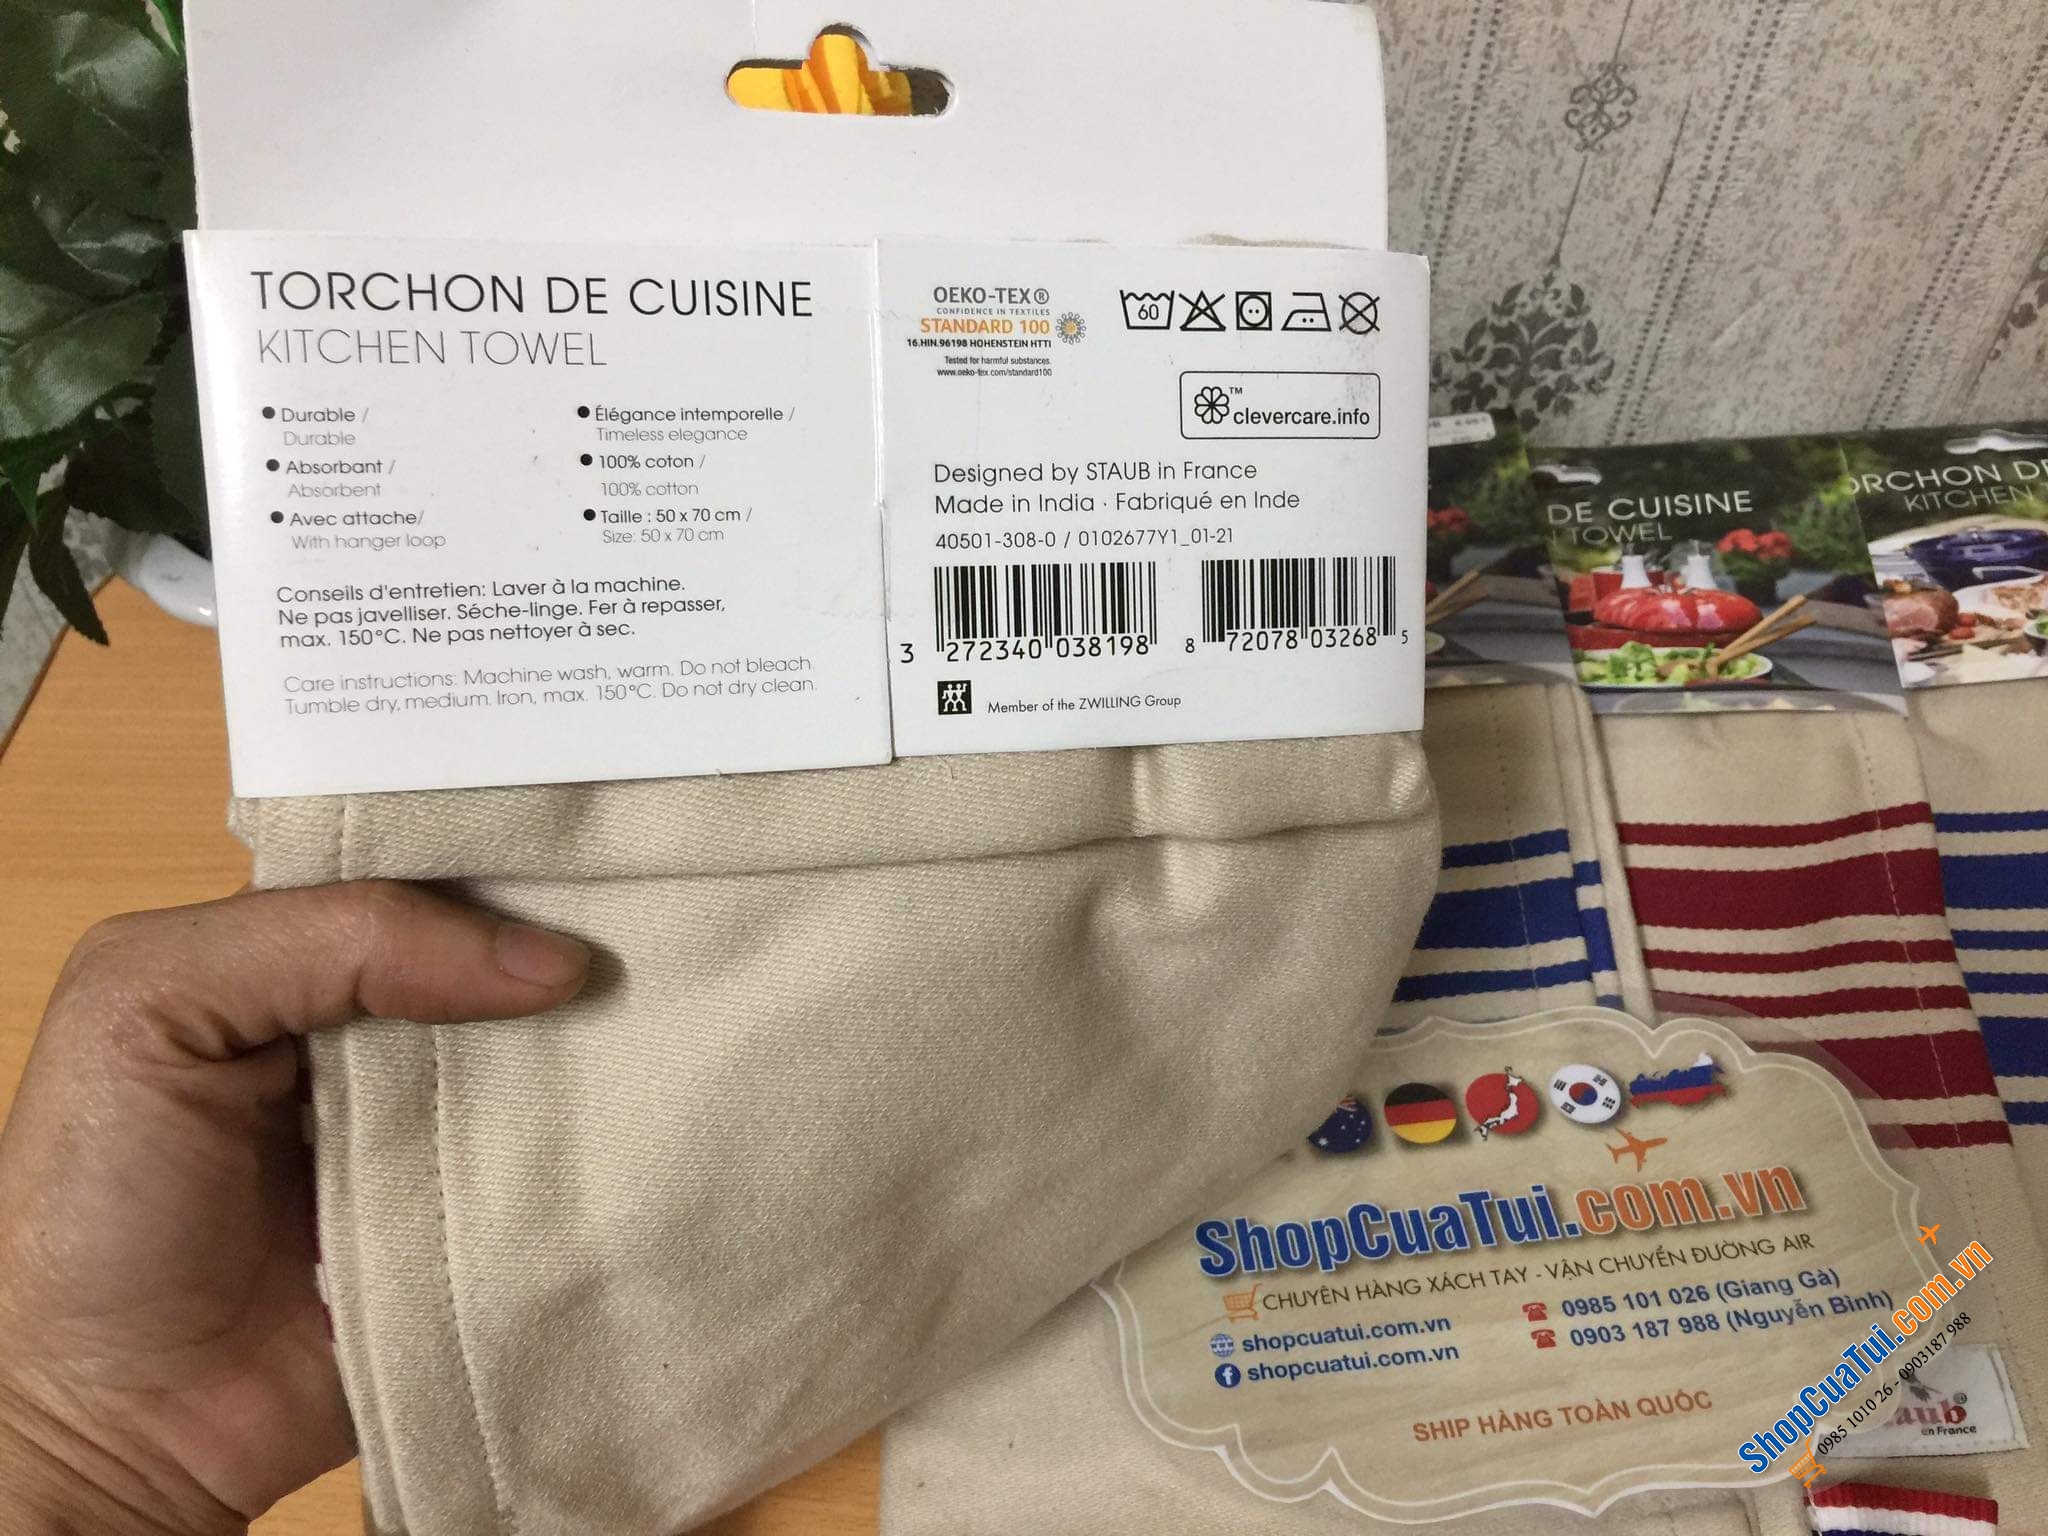 TORCHON DE CUISINE
KITCHEN TOWEL
● Durable /
Durable
● Absorbant /
Absorbent
● Avec attache/
With hanger loop
● Élégance intemporelle /
Timeless elegance
● 100% coton /
100% cotton
● Taille : 50 x 70 cm /
Size: 50 x 70 cm
Conseils d'entretien: Laver à la machine.
Ne pas javelliser. Séche-linge. Fer à repasser,
max. 150°C. Ne pas nettoyer à sec.
Care instructions: Machine wash, warm. Do not bleach.
Tumble dry, medium. Iron, max. 150°C. Do not dry clean.
OEKO-TEX®
CONFIDENCE IN TEXTILES
STANDARD 100
16.HIN.96198 HOHENSTEIN HTTI
Tested for harmful substances.
www.oeko-tex.com/standard100
60
™
clevercare.info
Designed by STAUB in France
Made in India · Fabriqué en Inde
40501-308-0 / 0102677Y1_01-21
3 272340 038198
8 72078 03268 5
Member of the ZWILLING Group
DE CUISINE
TOWEL
TORCHON DE
KITCHEN
ShopCuaTui.com.vn
CHUYÊN HÀNG XÁCH TAY - VẬN CHUYỂN ĐƯỜNG AIR
shopcuatui.com.vn
shopcuatui.com.vn
0985 101 026 (Giang Gà)
0903 187 988 (Nguyễn Bình)
SHIP HÀNG TOÀN QUỐC
ShopCuaTui.com.vn
0985 1010 26 - 0903187 988
aub®
en France